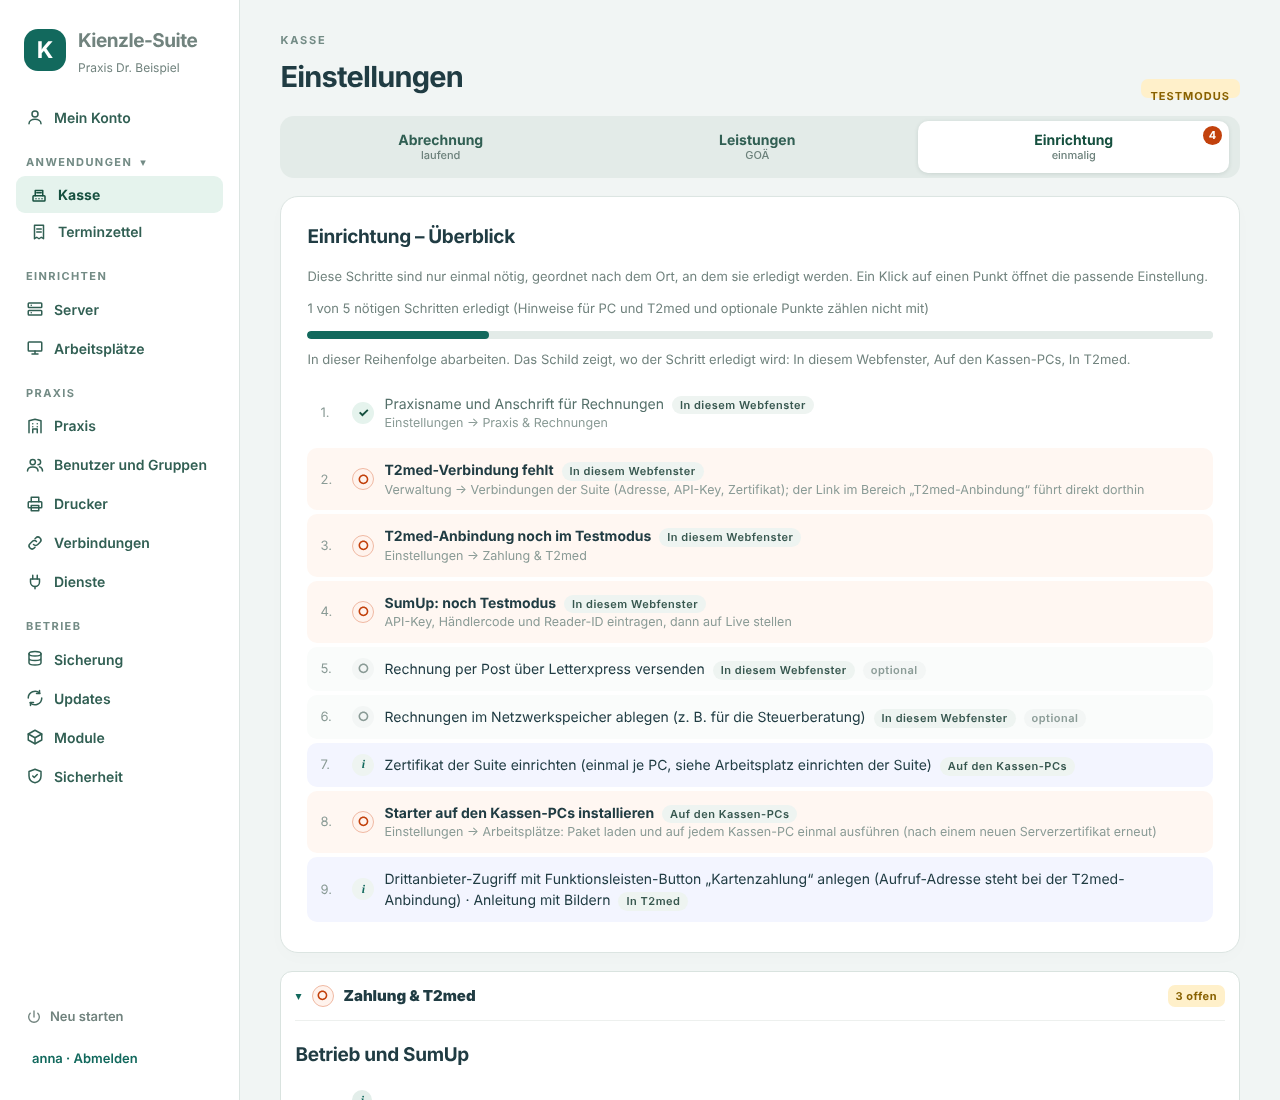 K
Kienzle-Suite
Praxis Dr. Beispiel
Mein Konto
ANWENDUNGEN ▾
Kasse
Terminzettel
EINRICHTEN
Server
Arbeitsplätze
PRAXIS
Praxis
Benutzer und Gruppen
Drucker
Verbindungen
Dienste
BETRIEB
Sicherung
Updates
Module
Sicherheit
Neu starten
anna · Abmelden
KASSE
Einstellungen
TESTMODUS
Abrechnung
laufend
Leistungen
GOÄ
Einrichtung
einmalig
4
Einrichtung – Überblick
Diese Schritte sind nur einmal nötig, geordnet nach dem Ort, an dem sie erledigt werden. Ein Klick auf einen Punkt öffnet die passende Einstellung.
1 von 5 nötigen Schritten erledigt (Hinweise für PC und T2med und optionale Punkte zählen nicht mit)
In dieser Reihenfolge abarbeiten. Das Schild zeigt, wo der Schritt erledigt wird: In diesem Webfenster, Auf den Kassen-PCs, In T2med.
1. Praxisname und Anschrift für Rechnungen In diesem Webfenster
Einstellungen → Praxis & Rechnungen
2. T2med-Verbindung fehlt In diesem Webfenster
Verwaltung → Verbindungen der Suite (Adresse, API-Key, Zertifikat); der Link im Bereich „T2med-Anbindung“ führt direkt dorthin
3. T2med-Anbindung noch im Testmodus In diesem Webfenster
Einstellungen → Zahlung & T2med
4. SumUp: noch Testmodus In diesem Webfenster
API-Key, Händlercode und Reader-ID eintragen, dann auf Live stellen
5. Rechnung per Post über Letterxpress versenden In diesem Webfenster optional
6. Rechnungen im Netzwerkspeicher ablegen (z. B. für die Steuerberatung) In diesem Webfenster optional
7. i Zertifikat der Suite einrichten (einmal je PC, siehe Arbeitsplatz einrichten der Suite) Auf den Kassen-PCs
8. Starter auf den Kassen-PCs installieren Auf den Kassen-PCs
Einstellungen → Arbeitsplätze: Paket laden und auf jedem Kassen-PC einmal ausführen (nach einem neuen Serverzertifikat erneut)
9. i Drittanbieter-Zugriff mit Funktionsleisten-Button „Kartenzahlung“ anlegen (Aufruf-Adresse steht bei der T2med-
Anbindung) · Anleitung mit Bildern In T2med
▾ Zahlung & T2med 3 offen
Betrieb und SumUp